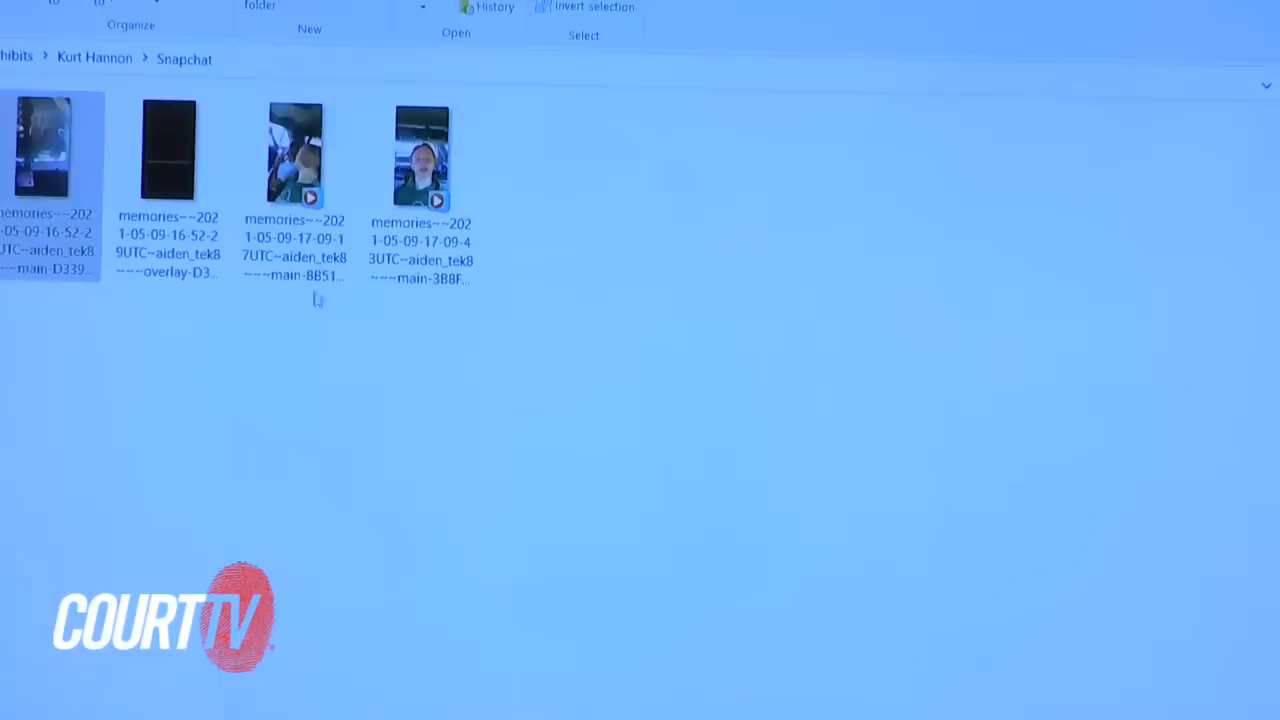 to
to
folder
History
Invert selection
Organize
New
Open
Select
hibits > Kurt Hannon > Snapchat
emories~~202
-05-09-16-52-2
UTC~aiden_tek8
~~main-D339...
memories~~202
1-05-09-16-52-2
9UTC~aiden_tek8
~~~overlay-D3...
memories~~202
1-05-09-17-09-1
7UTC~aiden_tek8
~~~main-8B51...
memories~~202
1-05-09-17-09-4
3UTC~aiden_tek8
~~~main-3B8F...
COURT TV